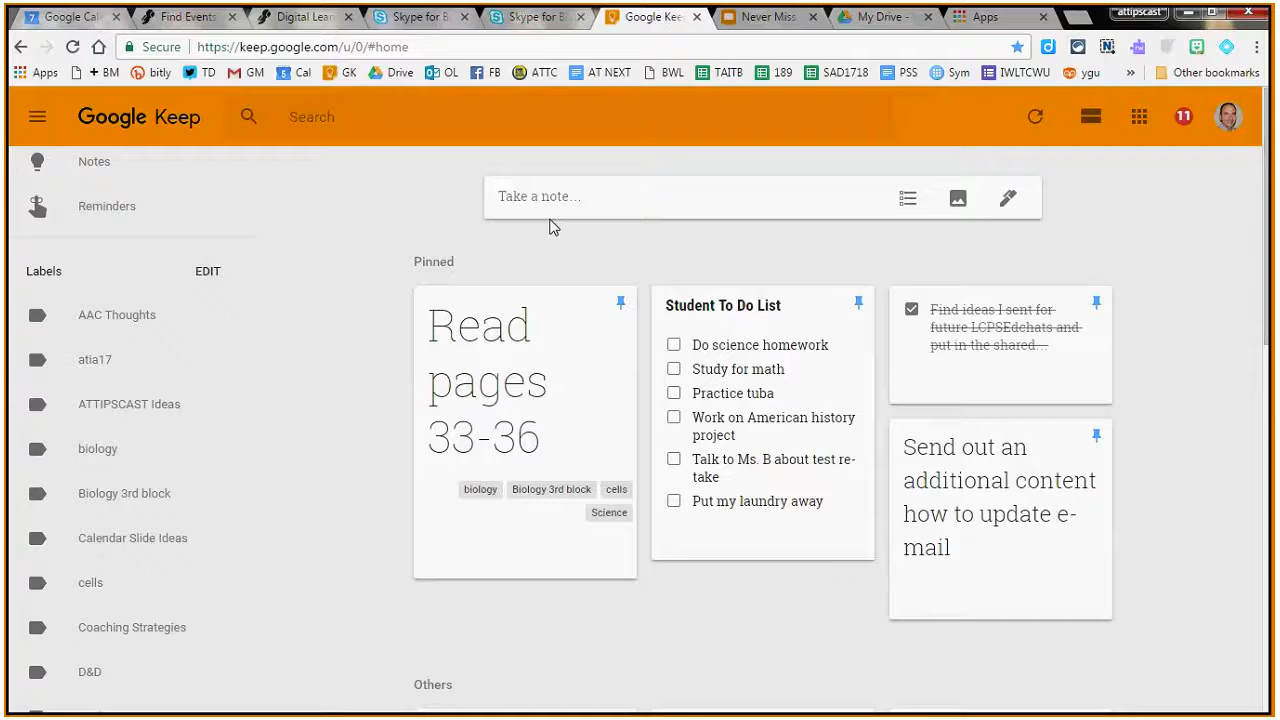 attipscast
Google Cal
Find Events
Digital Lear
Skype for B
Skype for B
Google Kee
Never Miss
My Drive -
Apps
Secure
https://keep.google.com/u/0/#home
Apps
+ BM
bitly
TD
GM
Cal
GK
Drive
OL
FB
ATTC
AT NEXT
BWL
TAITB
189
SAD1718
PSS
Sym
IWLTCWU
ygu
»
Other bookmarks
Google Keep
Search
11
Notes
Reminders
Labels
EDIT
AAC Thoughts
atia17
ATTIPSCAST Ideas
biology
Biology 3rd block
Calendar Slide Ideas
cells
Coaching Strategies
D&D
Take a note...
Pinned
Read
pages
33-36
biology
Biology 3rd block
cells
Science
Student To Do List
Do science homework
Study for math
Practice tuba
Work on American history
project
Talk to Ms. B about test re-
take
Put my laundry away
Find ideas I sent for
future LCPSEdchats and
put in the shared...
Send out an
additional content
how to update e-
mail
Others